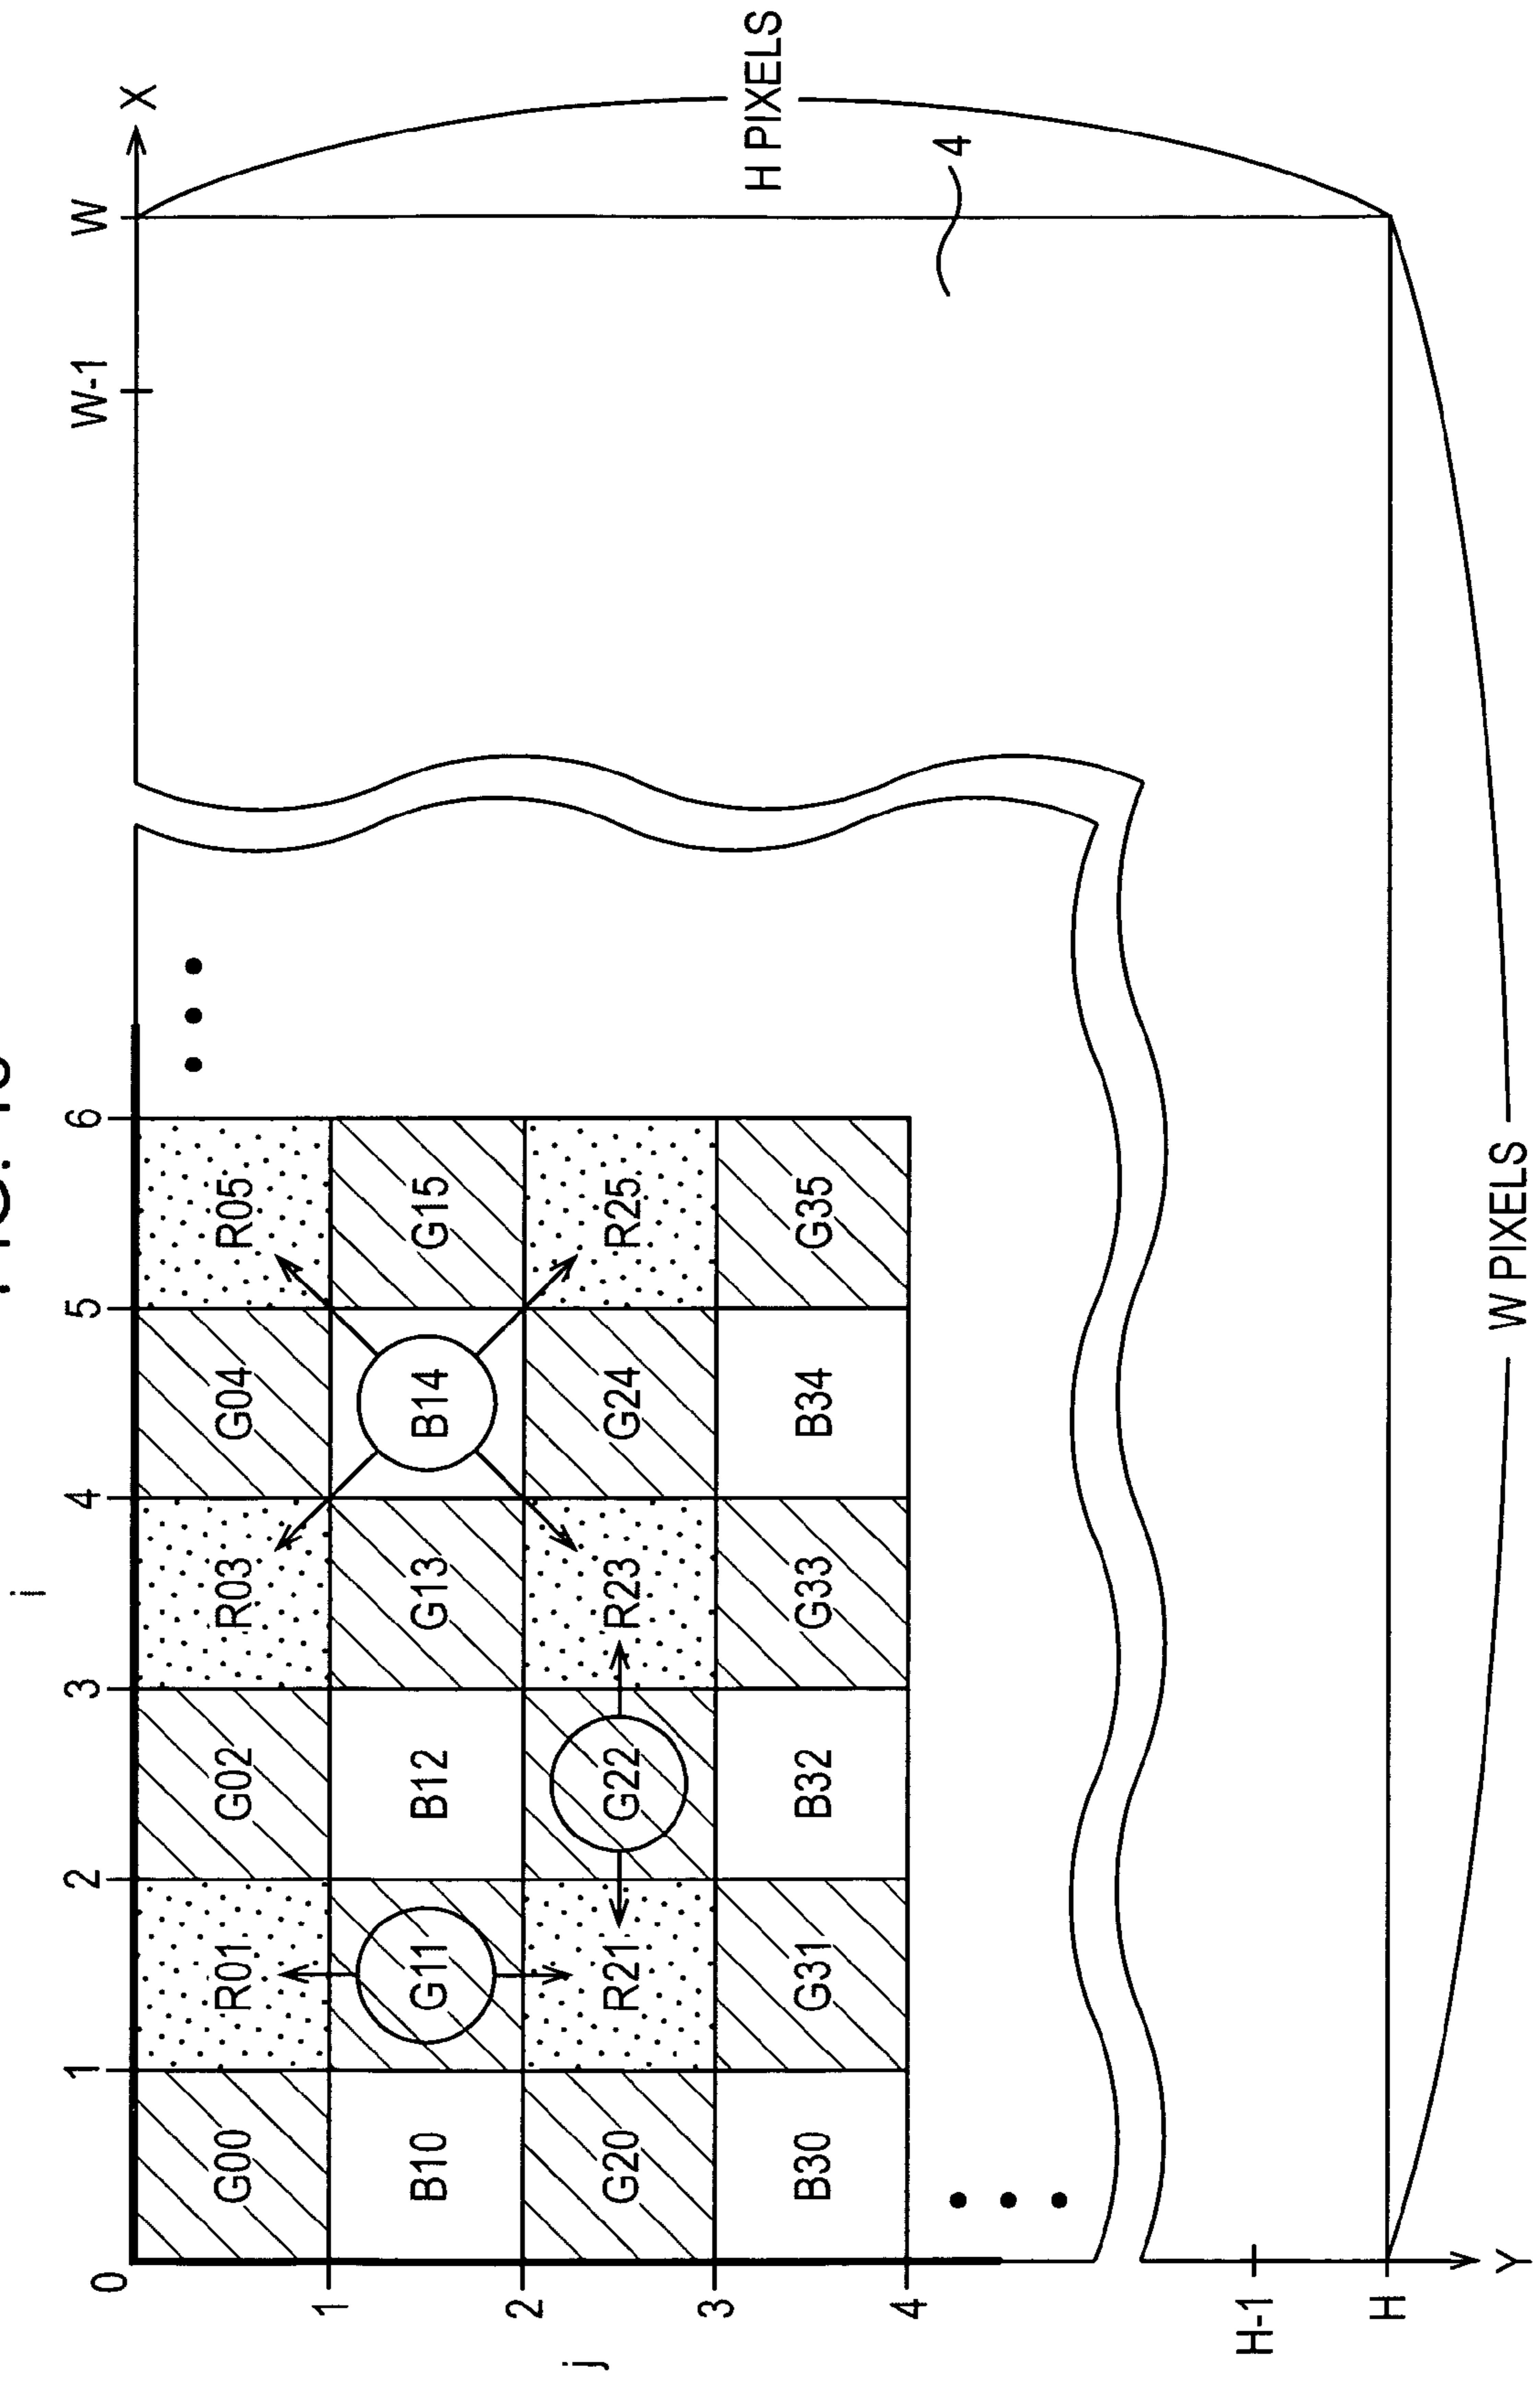 i
0 1 2 3 4 5 6 W-1 W X
j
1 G00 R01 G02 R03 G04 R05
2 B10 G11 B12 G13 B14 G15
3 G20 R21 G22 R23 G24 R25
4 B30 G31 B32 G33 B34 G35
4
H PIXELS
H-1
H
Y
W PIXELS